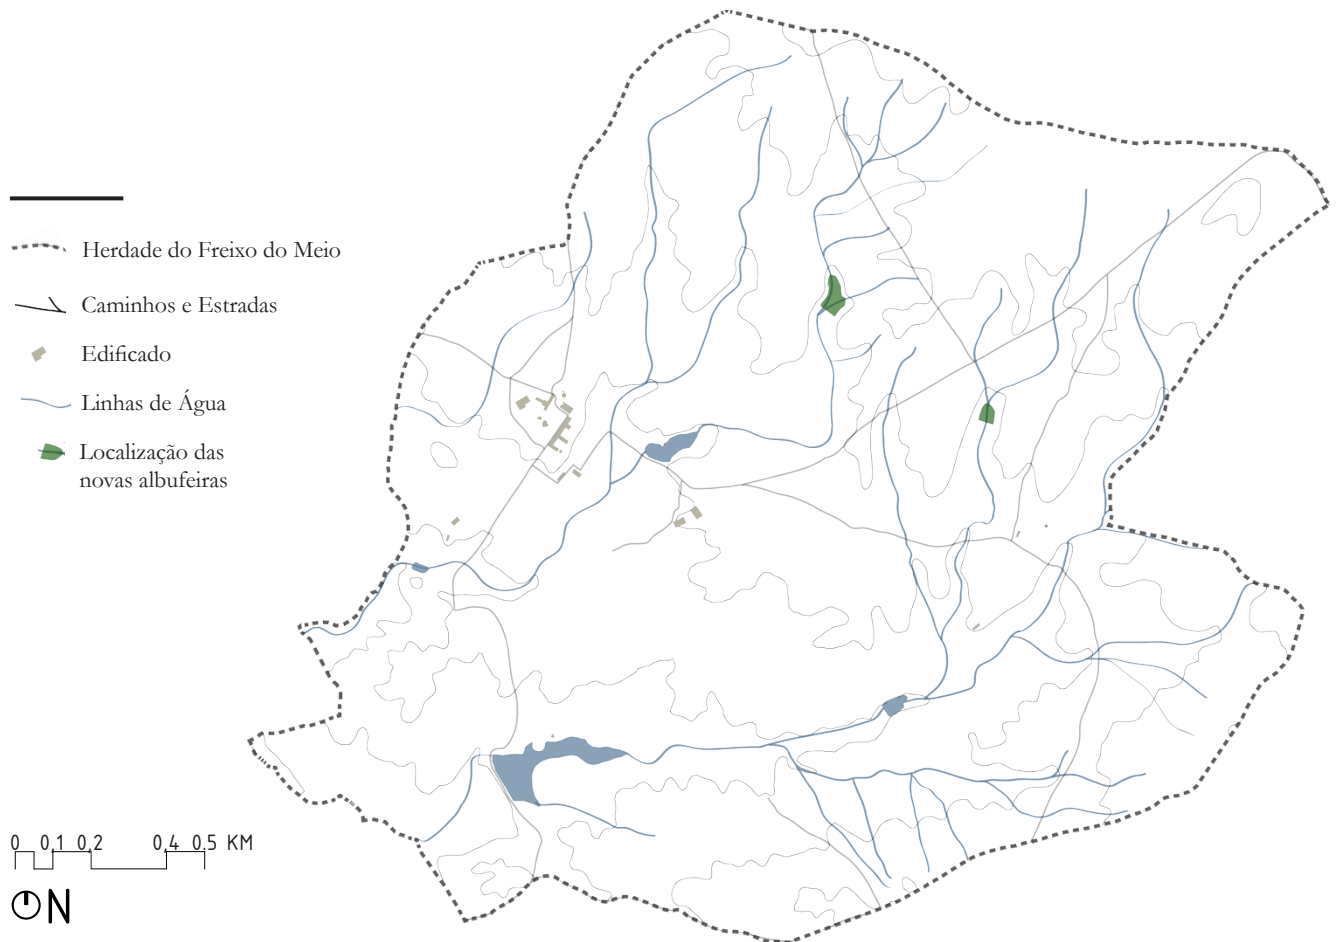 Herdade do Freixo do Meio
Caminhos e Estradas
Edificado
Linhas de Água
Localização das
novas albufeiras
0 0,1 0,2 0,4 0,5 KM
N